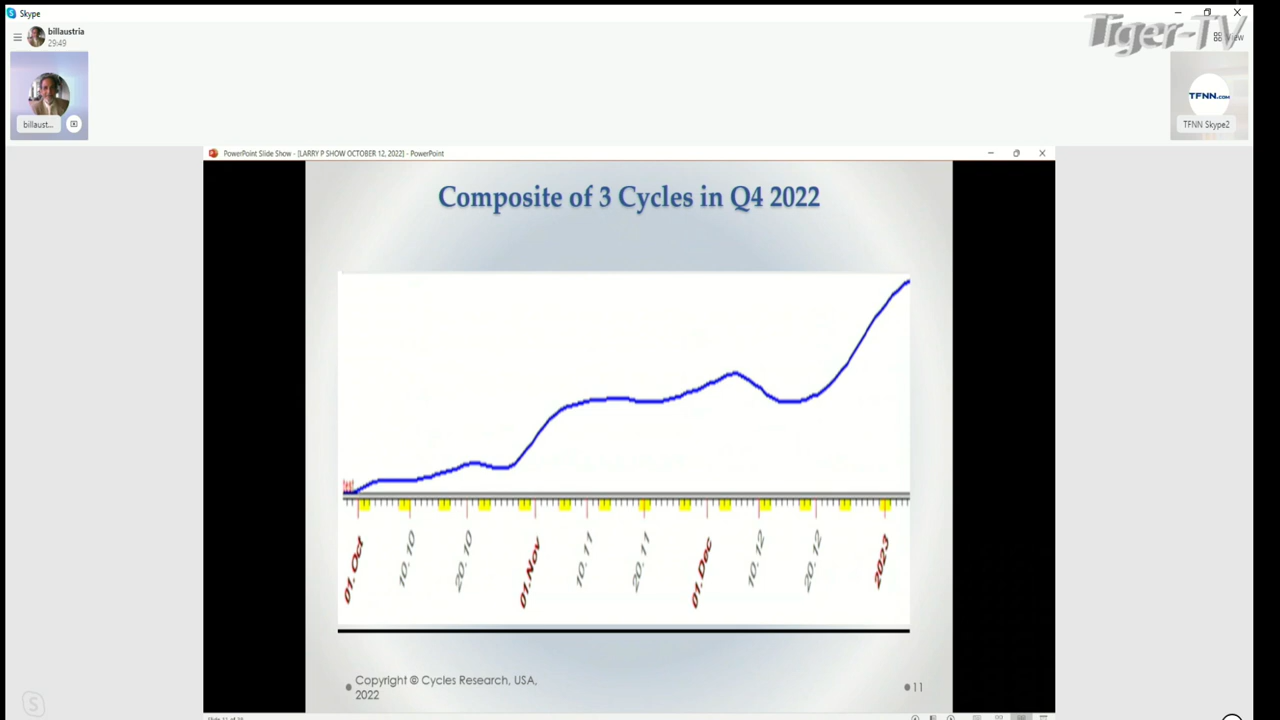 Skype
Tiger-TV
billaustria
29:49
View
billaust...
TFNN.COM
TFNN Skype2
PowerPoint Slide Show - [LARRY P SHOW OCTOBER 12, 2022] - PowerPoint
Composite of 3 Cycles in Q4 2022
test
01.Oct 10.10 20.10 01.Nov 10.11 20.11 01.Dec 10.12 20.12 2023
Copyright © Cycles Research, USA,
2022
11